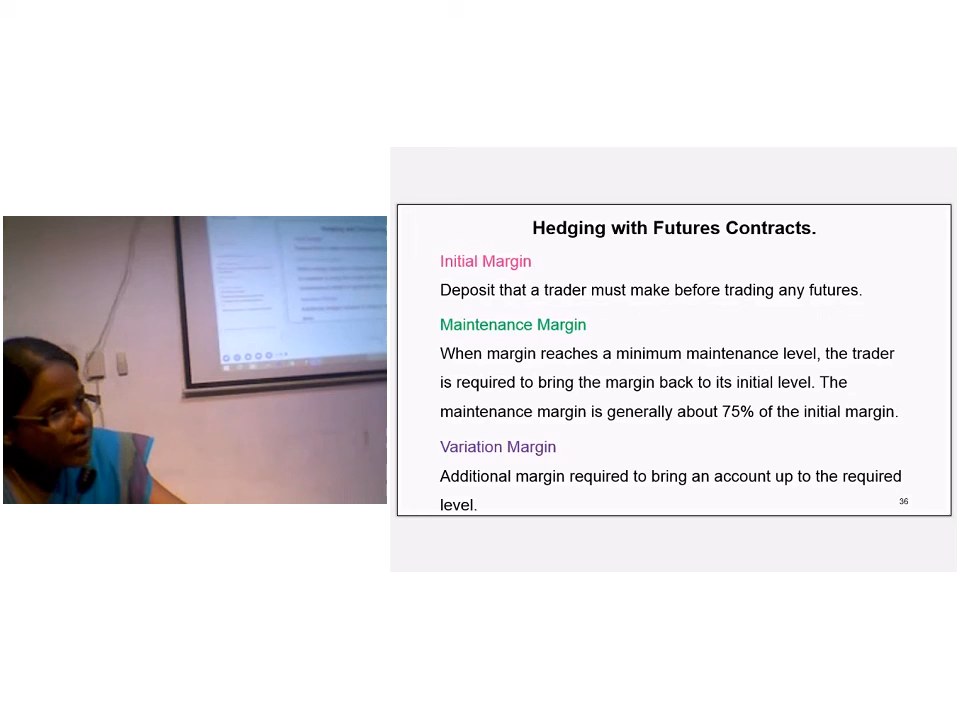 Hedging with Futures Contracts.
Initial Margin
Deposit that a trader must make before trading any futures.
Maintenance Margin
When margin reaches a minimum maintenance level, the trader
is required to bring the margin back to its initial level. The
maintenance margin is generally about 75% of the initial margin.
Variation Margin
Additional margin required to bring an account up to the required
level.
36